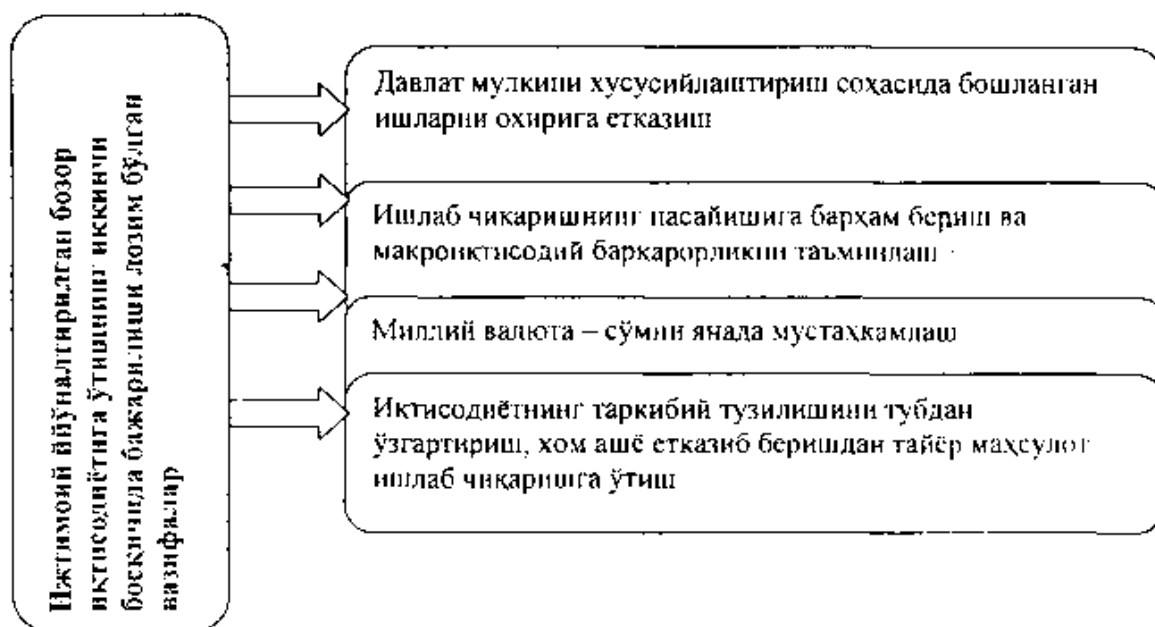 Ижтимоий йўналтирилган бозор
иқтисодиётига ўтишнинг иккинчи
босқичида бажарилиши лозим бўлган
вазифалар
Давлат мулкини хусусийлаштириш соҳасида бошланган
ишларни охирига етказиш
Ишлаб чиқаришнинг пасайишига барҳам бериш ва
макроиқтисодий барқарорликни таъминлаш
Миллий валюта – сўмни янада мустаҳкамлаш
Иқтисодиётнинг таркибий тузилишини тубдан
ўзгартириш, хом ашё етказиб беришдан тайёр маҳсулот
ишлаб чиқаришга ўтиш